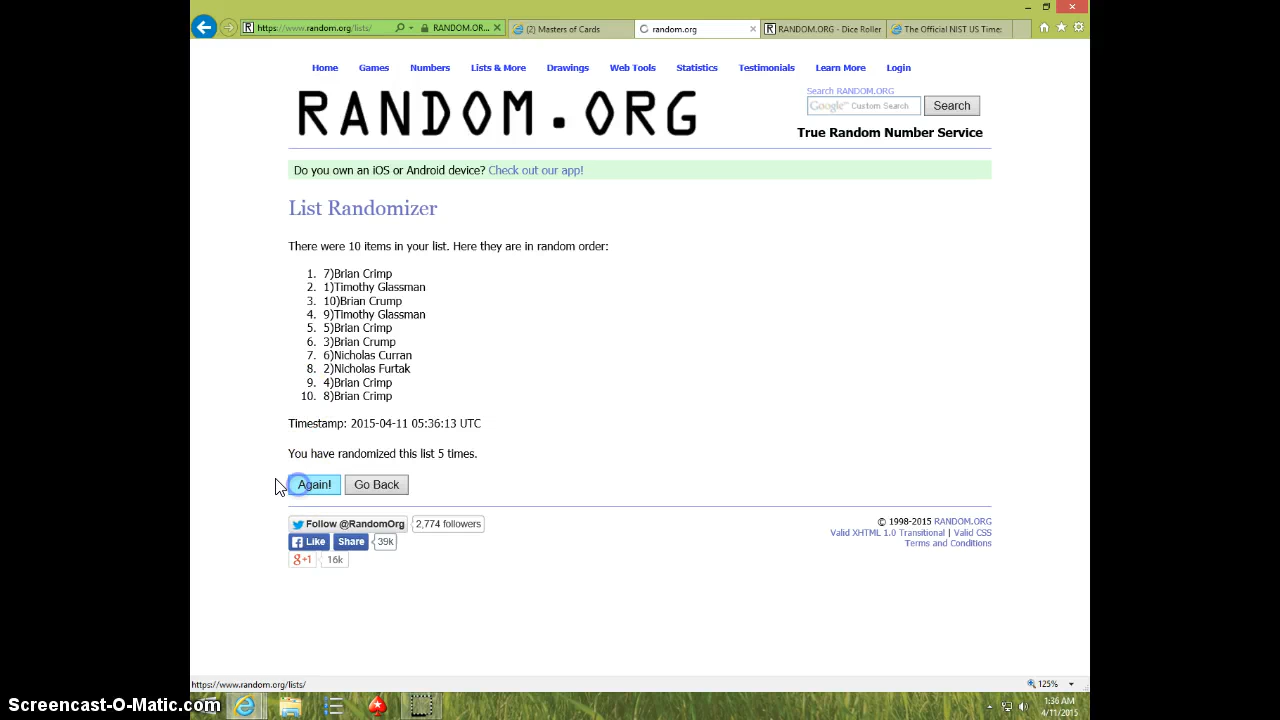 https://www.random.org/lists/
RANDOM.OR...
(2) Masters of Cards
random.org
RANDOM.ORG - Dice Roller
The Official NIST US Time:
Home Games Numbers Lists & More Drawings Web Tools Statistics Testimonials Learn More Login
Search RANDOM.ORG
Google™ Custom Search
Search
RANDOM.ORG
True Random Number Service
Do you own an iOS or Android device? Check out our app!
List Randomizer
There were 10 items in your list. Here they are in random order:
1. 7)Brian Crimp
2. 1)Timothy Glassman
3. 10)Brian Crump
4. 9)Timothy Glassman
5. 5)Brian Crimp
6. 3)Brian Crump
7. 6)Nicholas Curran
8. 2)Nicholas Furtak
9. 4)Brian Crimp
10. 8)Brian Crimp
Timestamp: 2015-04-11 05:36:13 UTC
You have randomized this list 5 times.
Again! Go Back
Follow @RandomOrg 2,774 followers
Like Share 39k
g+1 16k
© 1998-2015 RANDOM.ORG
Valid XHTML 1.0 Transitional | Valid CSS
Terms and Conditions
https://www.random.org/lists/
125%
1:36 AM
4/11/2015
Screencast-O-Matic.com